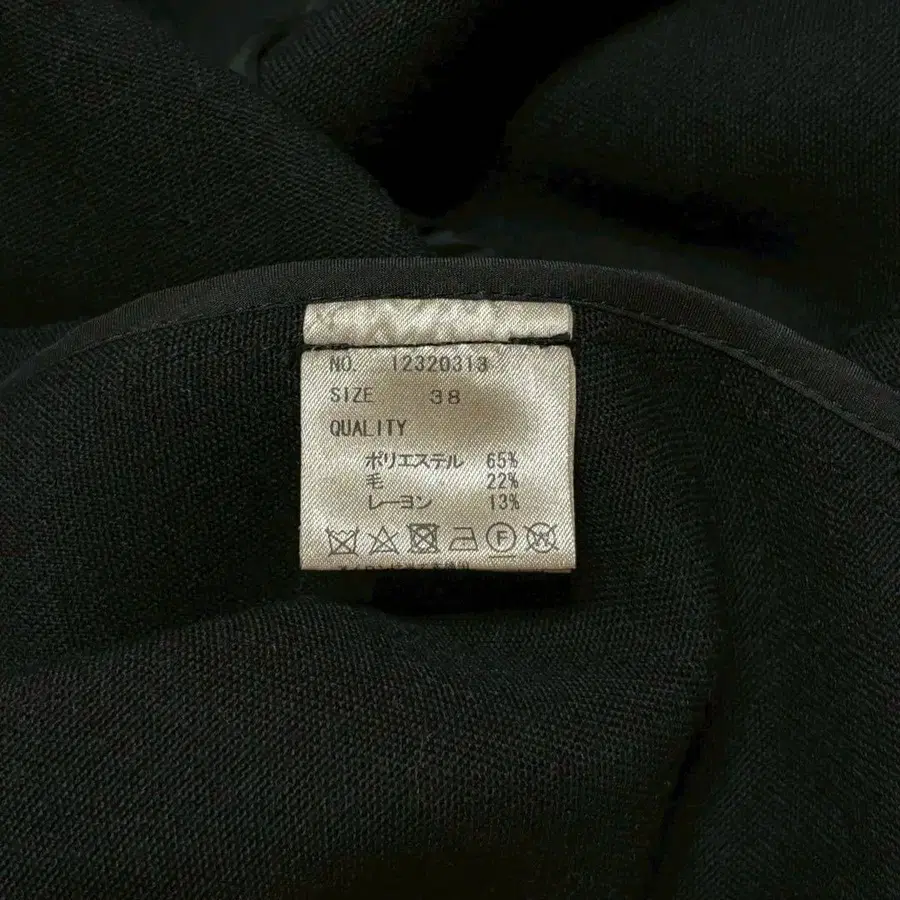 NO. 12320313
SIZE 38
QUALITY
ポリエステル 65%
毛 22%
レーヨン 13%
F W